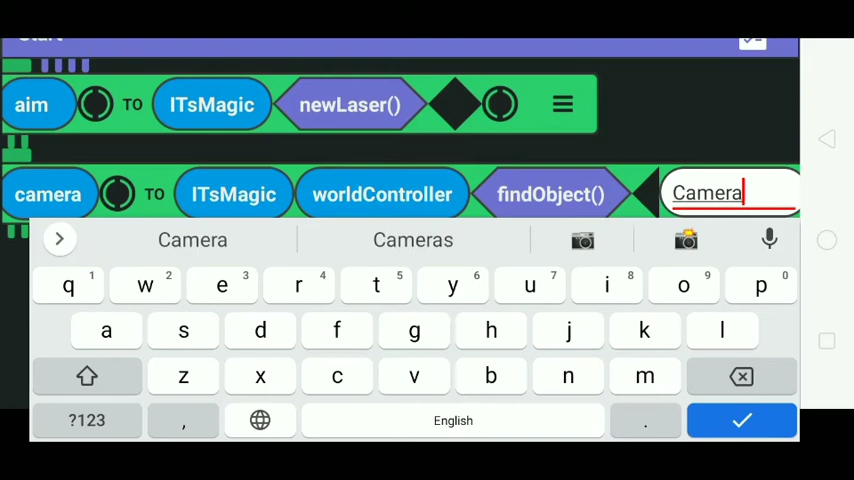 Start
aim TO ITsMagic newLaser()
camera TO ITsMagic worldController findObject() Camera
Camera Cameras
q 1 w 2 e 3 r 4 t 5 y 6 u 7 i 8 o 9 p 0
a s d f g h j k l
z x c v b n m
?123 , English .